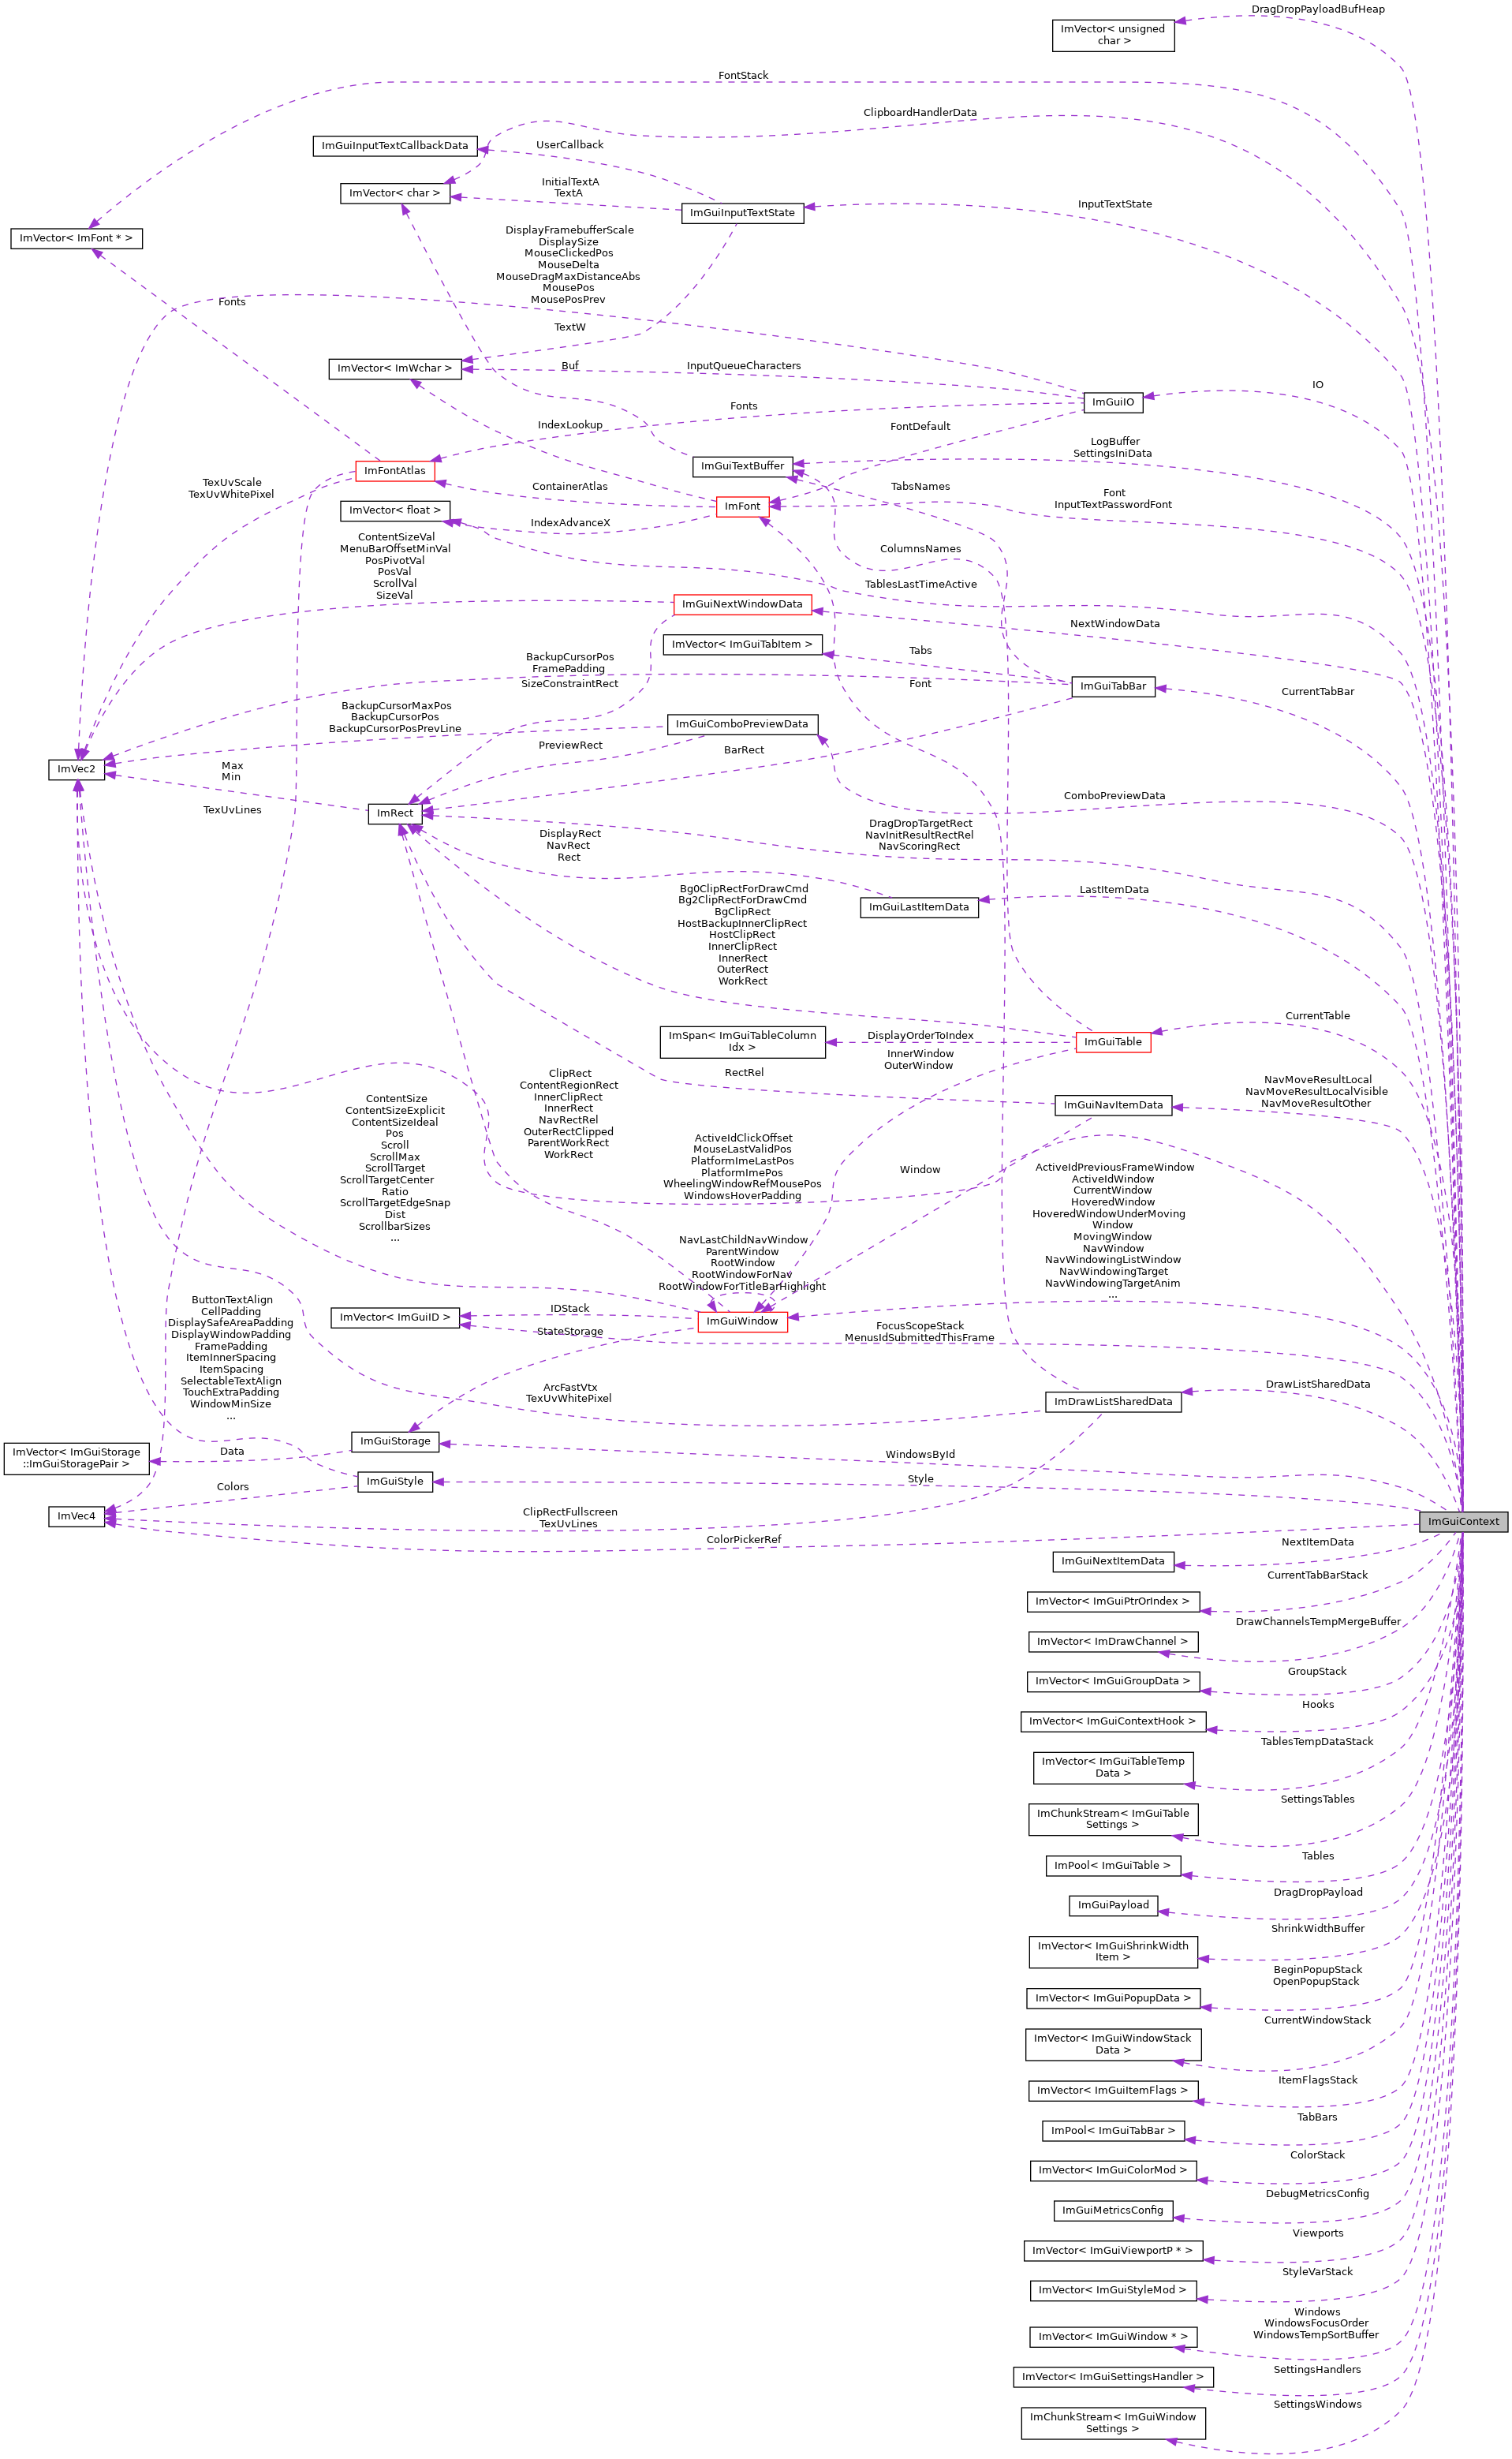 DragDropPayloadBufHeap
ImVector< unsigned
char >
FontStack
ClipboardHandlerData
ImGuiInputTextCallbackData
UserCallback
InitialTextA
TextA
ImVector< char >
ImGuiInputTextState
InputTextState
ImVector< ImFont * >
DisplayFramebufferScale
DisplaySize
MouseClickedPos
MouseDelta
MouseDragMaxDistanceAbs
MousePos
MousePosPrev
Fonts
TextW
Buf
ImVector< ImWchar >
InputQueueCharacters
IO
ImGuiIO
Fonts
IndexLookup
FontDefault
LogBuffer
SettingsIniData
ImGuiTextBuffer
ImFontAtlas
TexUvScale
TexUvWhitePixel
ContainerAtlas
TabsNames
Font
InputTextPasswordFont
ImVector< float >
ImFont
IndexAdvanceX
ContentSizeVal
MenuBarOffsetMinVal
PosPivotVal
PosVal
ScrollVal
SizeVal
ColumnsNames
TablesLastTimeActive
ImGuiNextWindowData
NextWindowData
ImVector< ImGuiTabItem >
Tabs
BackupCursorPos
FramePadding
SizeConstraintRect
Font
ImGuiTabBar
CurrentTabBar
BackupCursorMaxPos
BackupCursorPos
BackupCursorPosPrevLine
ImGuiComboPreviewData
PreviewRect
BarRect
ImVec2
Max
Min
ComboPreviewData
TexUvLines
ImRect
DragDropTargetRect
NavInitResultRectRel
NavScoringRect
DisplayRect
NavRect
Rect
LastItemData
ImGuiLastItemData
Bg0ClipRectForDrawCmd
Bg2ClipRectForDrawCmd
BgClipRect
HostBackupInnerClipRect
HostClipRect
InnerClipRect
InnerRect
OuterRect
WorkRect
CurrentTable
ImSpan< ImGuiTableColumn
Idx >
DisplayOrderToIndex
ImGuiTable
InnerWindow
OuterWindow
RectRel
ClipRect
ContentRegionRect
InnerClipRect
InnerRect
NavRectRel
OuterRectClipped
ParentWorkRect
WorkRect
NavMoveResultLocal
NavMoveResultLocalVisible
NavMoveResultOther
ImGuiNavItemData
ContentSize
ContentSizeExplicit
ContentSizeIdeal
Pos
Scroll
ScrollMax
ScrollTarget
ScrollTargetCenter
Ratio
ScrollTargetEdgeSnap
Dist
ScrollbarSizes
...
ActiveIdClickOffset
MouseLastValidPos
PlatformImeLastPos
PlatformImePos
WheelingWindowRefMousePos
WindowsHoverPadding
Window
ActiveIdPreviousFrameWindow
ActiveIdWindow
CurrentWindow
HoveredWindow
HoveredWindowUnderMoving
Window
MovingWindow
NavWindow
NavWindowingListWindow
NavWindowingTarget
NavWindowingTargetAnim
...
NavLastChildNavWindow
ParentWindow
RootWindow
RootWindowForNav
RootWindowForTitleBarHighlight
ButtonTextAlign
CellPadding
DisplaySafeAreaPadding
DisplayWindowPadding
FramePadding
ItemInnerSpacing
ItemSpacing
SelectableTextAlign
TouchExtraPadding
WindowMinSize
...
ImVector< ImGuiID >
IDStack
ImGuiWindow
StateStorage
FocusScopeStack
MenusIdSubmittedThisFrame
ArcFastVtx
TexUvWhitePixel
ImDrawListSharedData
DrawListSharedData
ImVector< ImGuiStorage
::ImGuiStoragePair >
Data
ImGuiStorage
WindowsById
ImGuiStyle
Style
Colors
ImVec4
ClipRectFullscreen
TexUvLines
ColorPickerRef
ImGuiContext
NextItemData
ImGuiNextItemData
CurrentTabBarStack
ImVector< ImGuiPtrOrIndex >
DrawChannelsTempMergeBuffer
ImVector< ImDrawChannel >
GroupStack
ImVector< ImGuiGroupData >
Hooks
ImVector< ImGuiContextHook >
TablesTempDataStack
ImVector< ImGuiTableTemp
Data >
SettingsTables
ImChunkStream< ImGuiTable
Settings >
Tables
ImPool< ImGuiTable >
DragDropPayload
ImGuiPayload
ShrinkWidthBuffer
ImVector< ImGuiShrinkWidth
Item >
BeginPopupStack
OpenPopupStack
ImVector< ImGuiPopupData >
CurrentWindowStack
ImVector< ImGuiWindowStack
Data >
ItemFlagsStack
ImVector< ImGuiItemFlags >
TabBars
ImPool< ImGuiTabBar >
ColorStack
ImVector< ImGuiColorMod >
DebugMetricsConfig
ImGuiMetricsConfig
Viewports
ImVector< ImGuiViewportP * >
StyleVarStack
ImVector< ImGuiStyleMod >
Windows
WindowsFocusOrder
WindowsTempSortBuffer
ImVector< ImGuiWindow * >
SettingsHandlers
ImVector< ImGuiSettingsHandler >
SettingsWindows
ImChunkStream< ImGuiWindow
Settings >